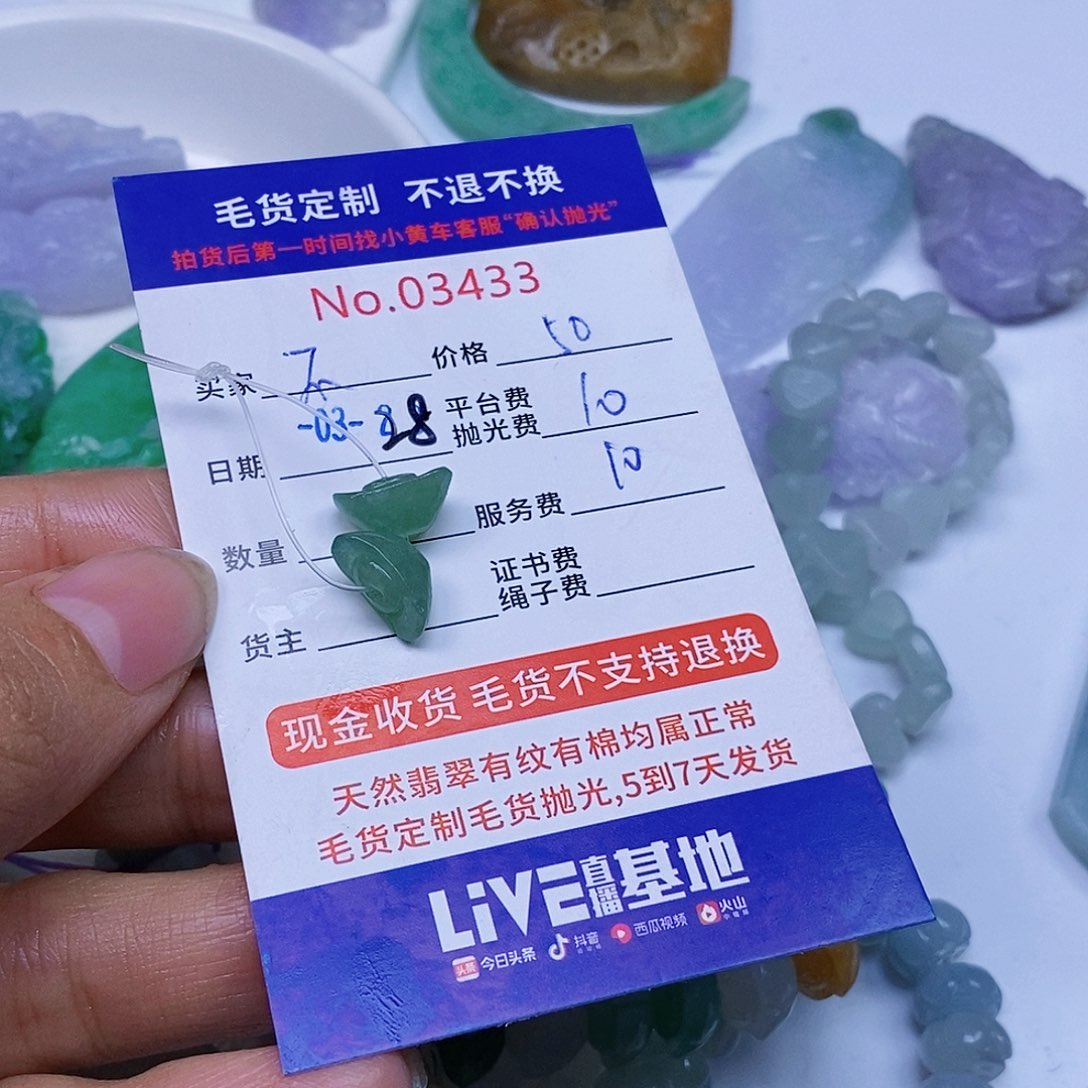 毛货定制 不退不换
拍货后第一时间找小黄车客服“确认抛光”
No.03433
买家
价格 50
日期 -03-28
平台费
抛光费 10
数量
服务费 10
证书费
绳子费
货主
现金收货 毛货不支持退换
天然翡翠有纹有棉均属正常
毛货定制毛货抛光,5到7天发货
LiVE直播基地
头条 今日头条 抖音 西瓜视频 火山